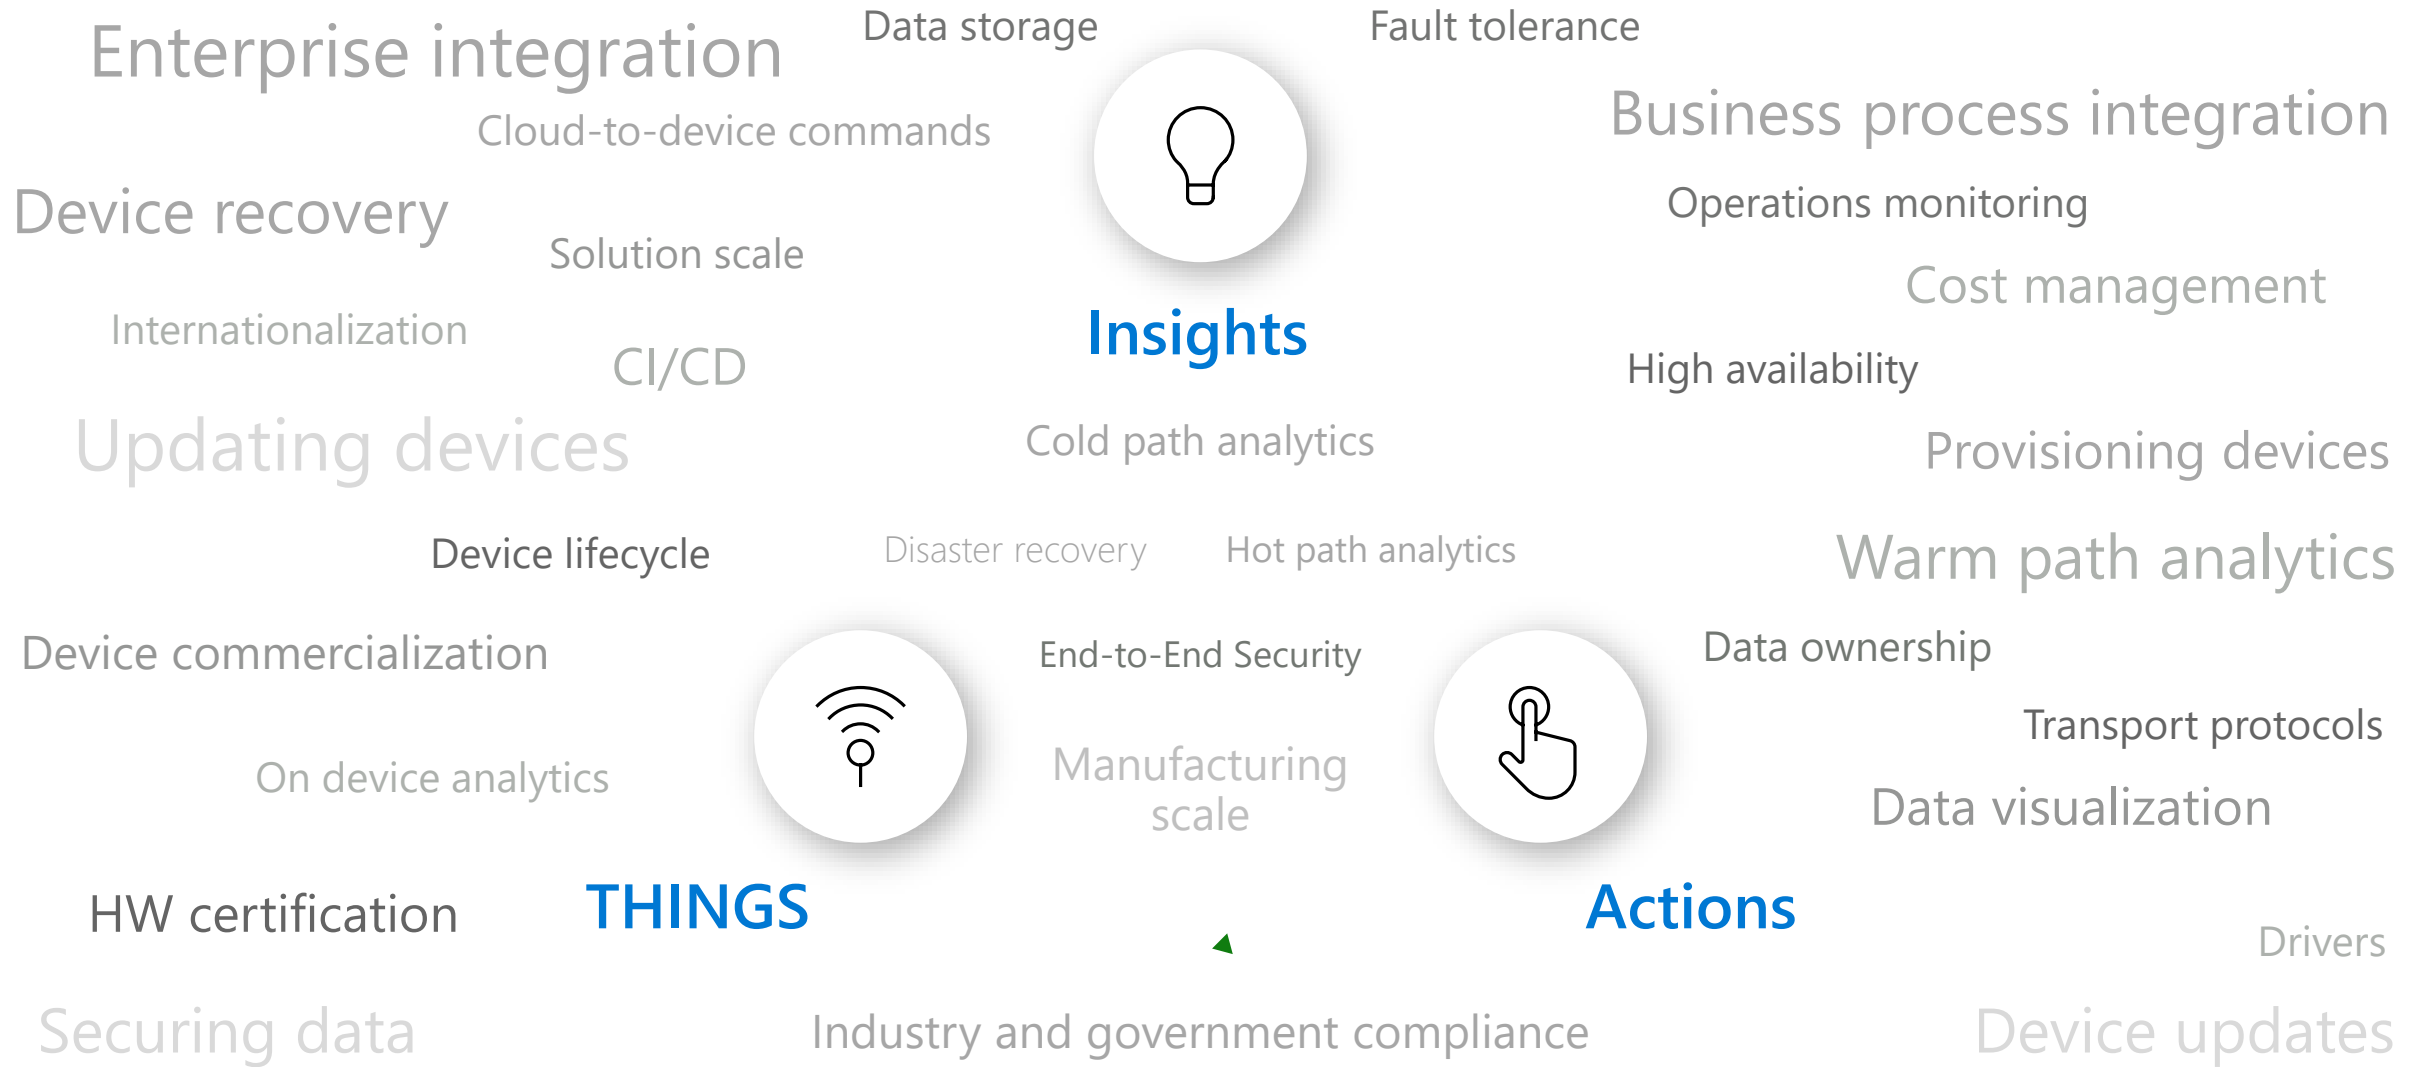 Data storage
Fault tolerance
Enterprise integration
Business process integration
Cloud-to-device commands
Device recovery
Operations monitoring
Solution scale
Cost management
Internationalization
Insights
CI/CD
High availability
Updating devices
Cold path analytics
Provisioning devices
Device lifecycle
Disaster recovery
Hot path analytics
Warm path analytics
Device commercialization
End-to-End Security
Data ownership
Transport protocols
On device analytics
Manufacturing
scale
Data visualization
HW certification
THINGS
Actions
Drivers
Securing data
Industry and government compliance
Device updates